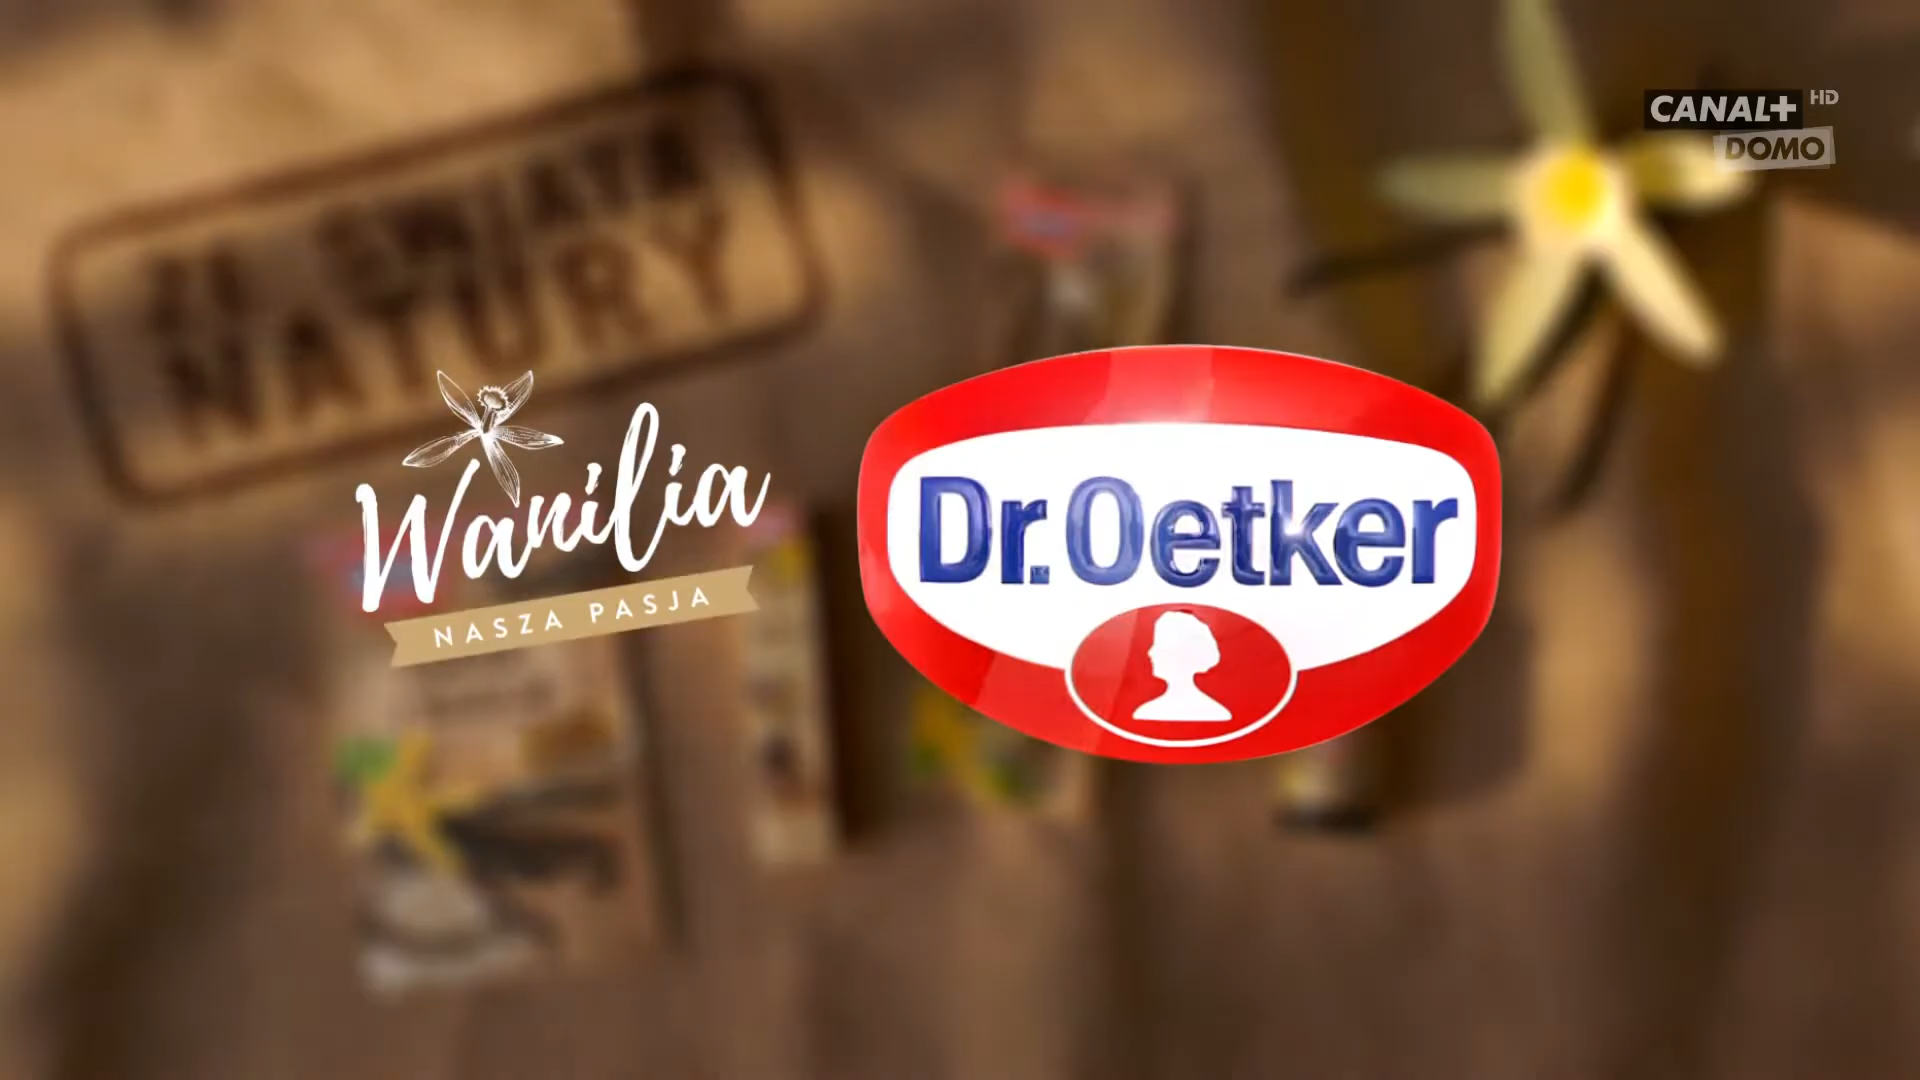 CANAL+ HD
DOMO
NATURY
Wanilia
NASZA PASJA
Dr.Oetker